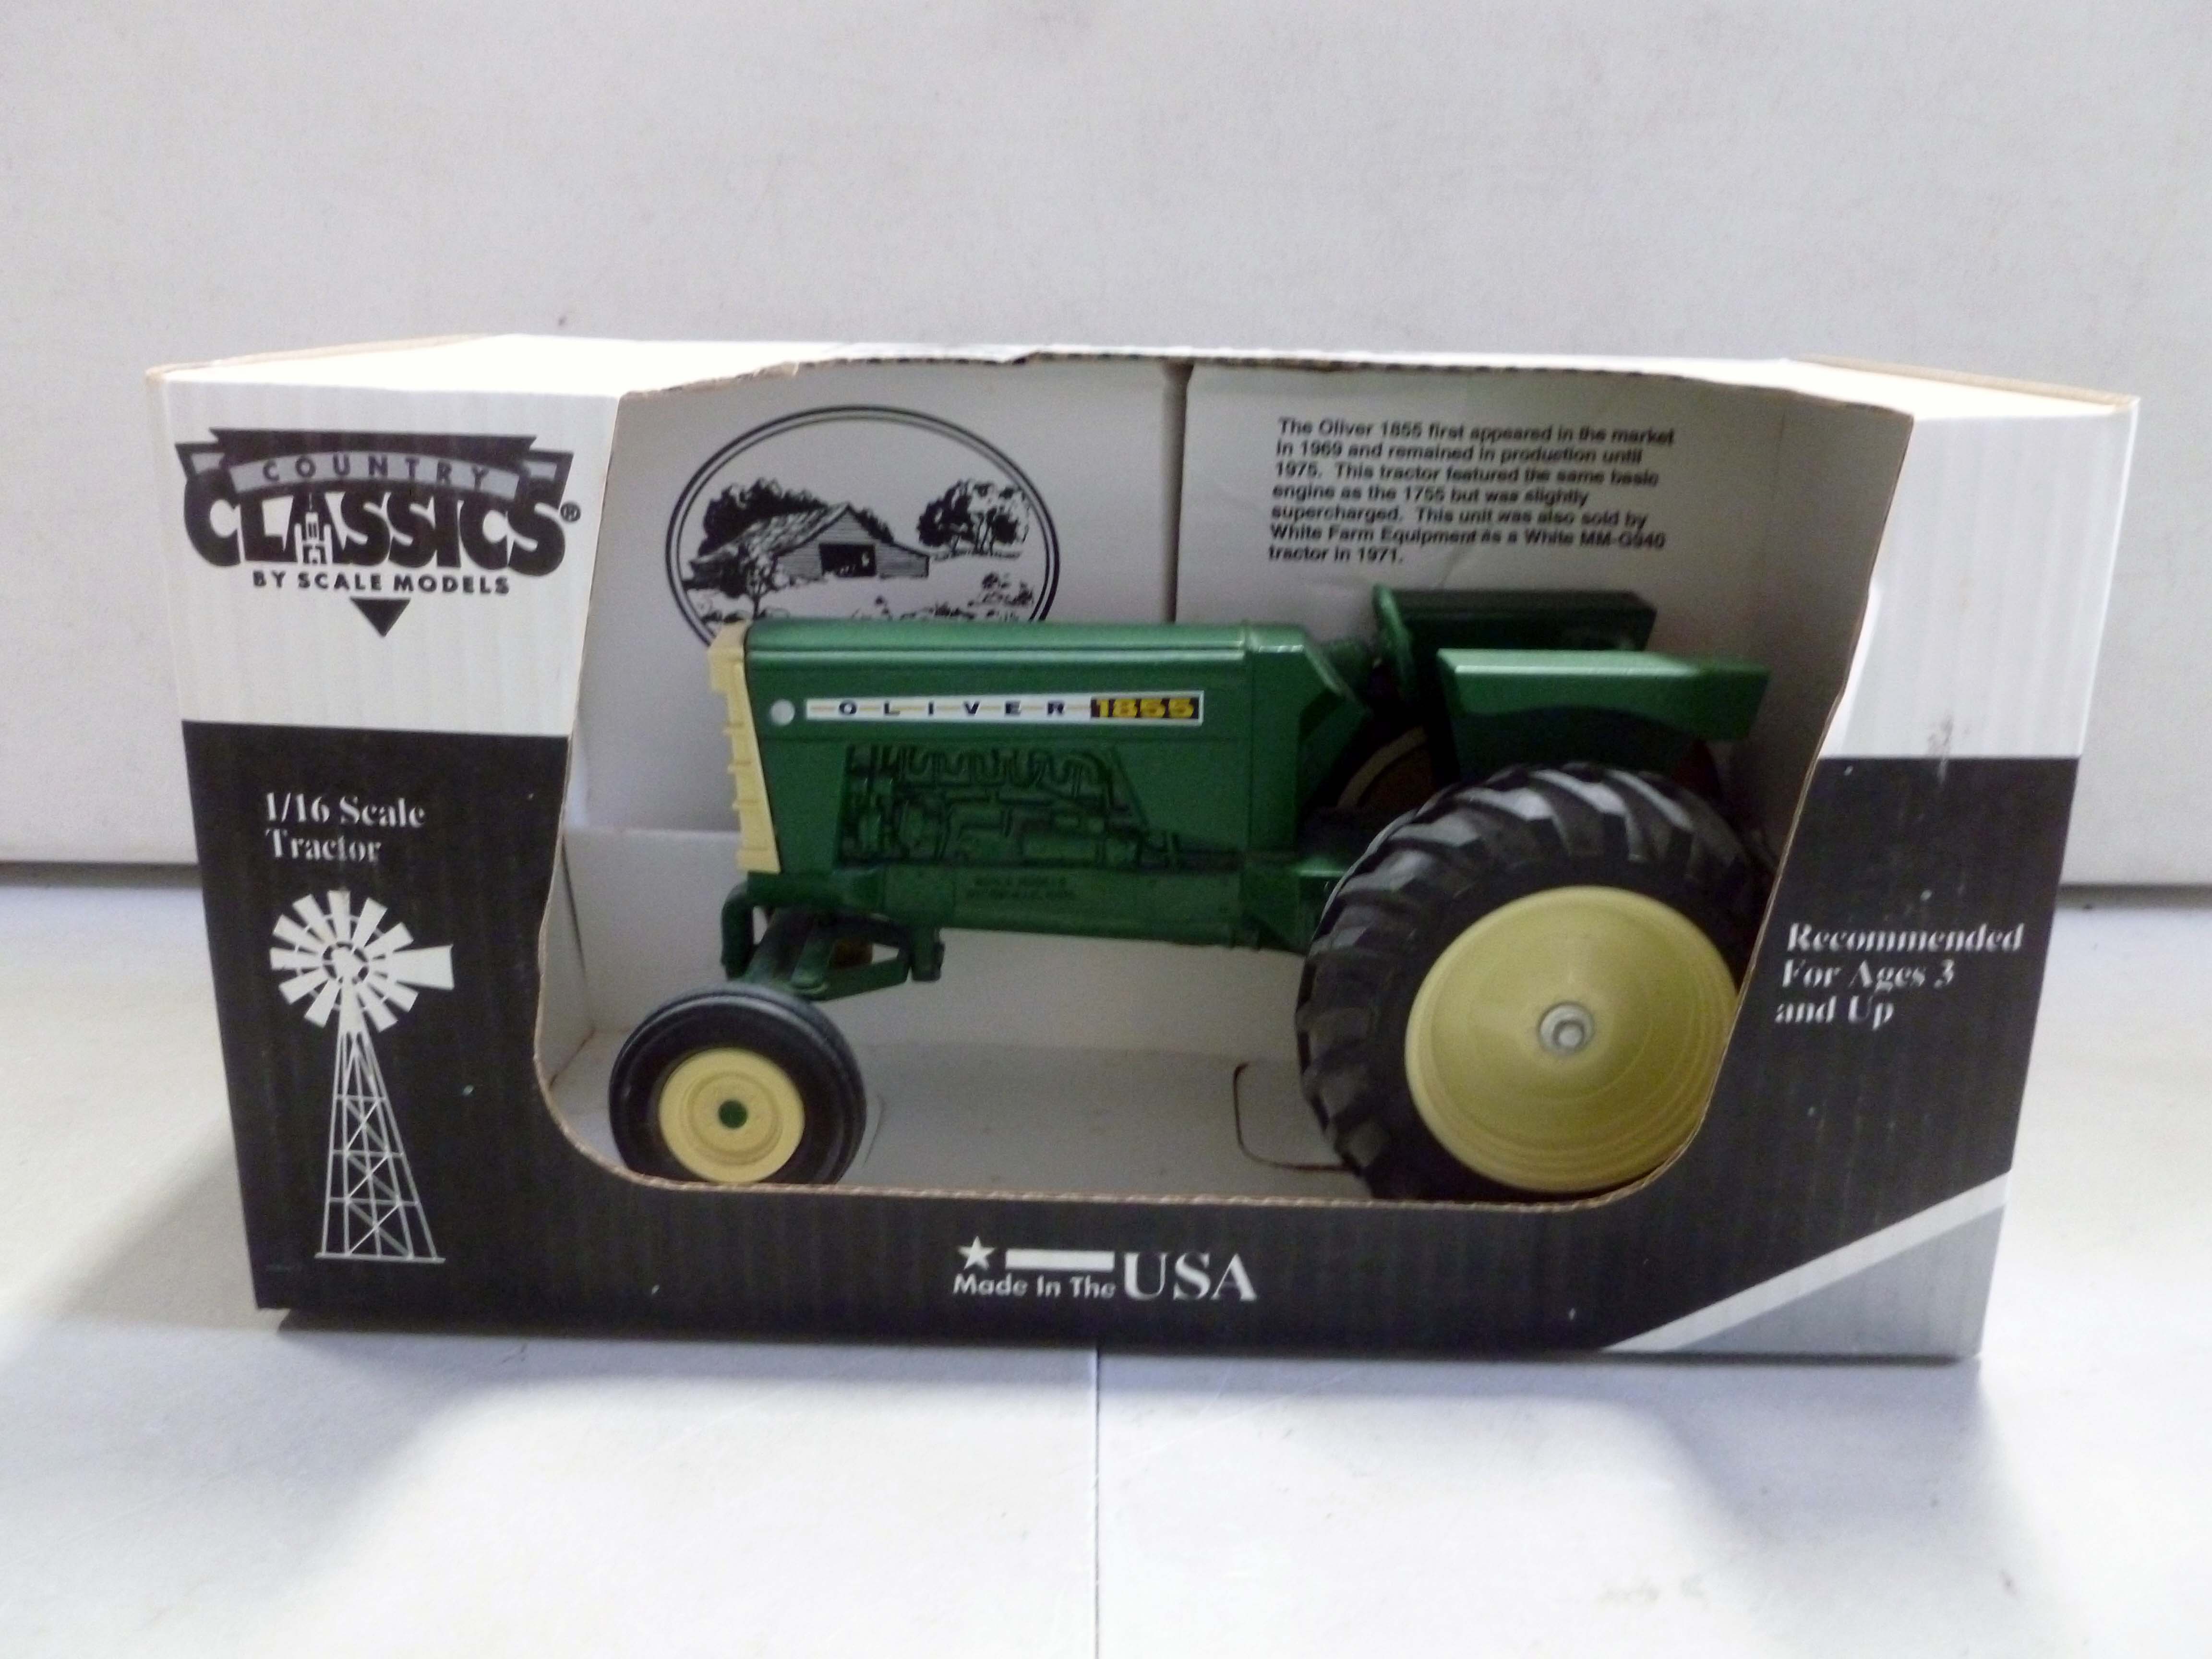 COUNTRY
CLASSICS®
BY SCALE MODELS
1/16 Scale
Tractor
The Oliver 1855 first appeared in the market
in 1969 and remained in production until
1975. This tractor featured the same basic
engine as the 1755 but was slightly
supercharged. This unit was also sold by
White Farm Equipment as a White MM-G940
tractor in 1971.
OLIVER 1855
Recommended
For Ages 3
and Up
Made In The USA